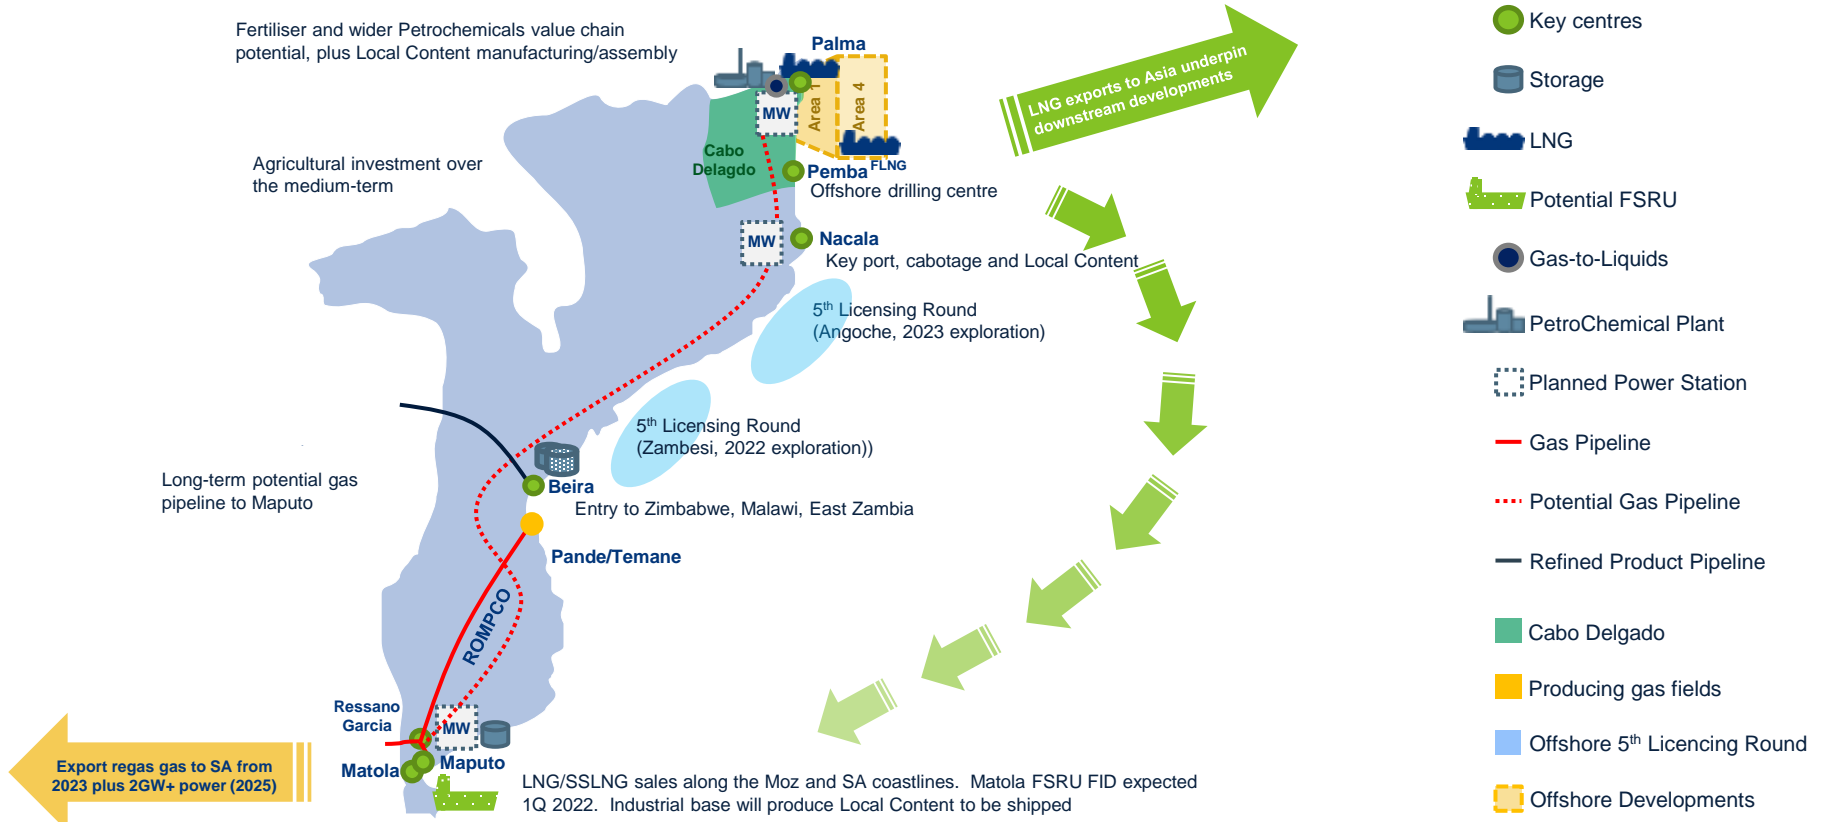 Fertiliser and wider Petrochemicals value chain
potential, plus Local Content manufacturing/assembly
Palma
Area 1
Area 4
MW
Cabo
Delagdo
FLNG
Pemba
Offshore drilling centre
Agricultural investment over
the medium-term
MW
Nacala
Key port, cabotage and Local Content
5th Licensing Round
(Angoche, 2023 exploration)
5th Licensing Round
(Zambesi, 2022 exploration))
Long-term potential gas
pipeline to Maputo
Beira
Entry to Zimbabwe, Malawi, East Zambia
Pande/Temane
ROMPCO
Ressano
Garcia
MW
Matola
Maputo
Export regas gas to SA from
2023 plus 2GW+ power (2025)
LNG/SSLNG sales along the Moz and SA coastlines. Matola FSRU FID expected
1Q 2022. Industrial base will produce Local Content to be shipped
LNG exports to Asia underpin
downstream developments
Key centres
Storage
LNG
Potential FSRU
Gas-to-Liquids
PetroChemical Plant
Planned Power Station
Gas Pipeline
Potential Gas Pipeline
Refined Product Pipeline
Cabo Delgado
Producing gas fields
Offshore 5th Licencing Round
Offshore Developments